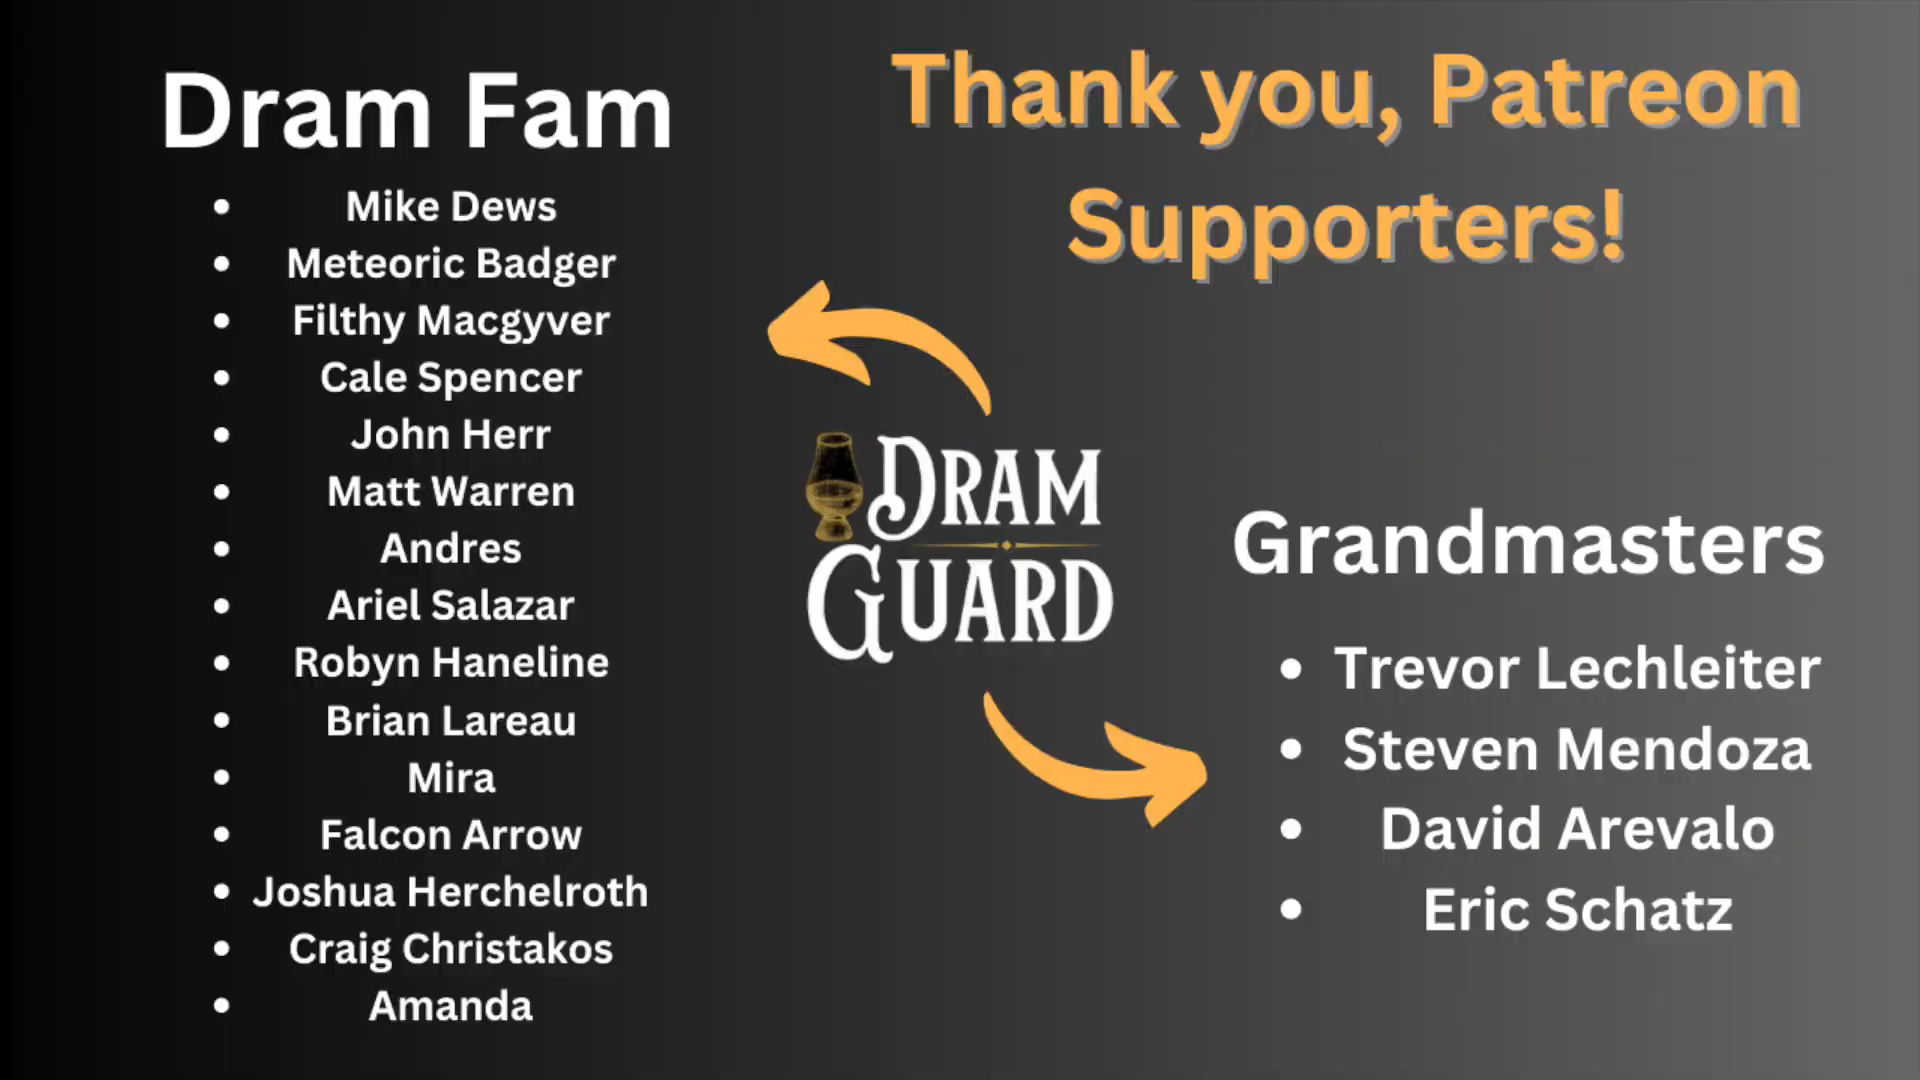 Dram Fam
• Mike Dews
• Meteoric Badger
• Filthy Macgyver
• Cale Spencer
• John Herr
• Matt Warren
• Andres
• Ariel Salazar
• Robyn Haneline
• Brian Lareau
• Mira
• Falcon Arrow
• Joshua Herchelroth
• Craig Christakos
• Amanda
Thank you, Patreon
Supporters!
DRAM
GUARD
Grandmasters
• Trevor Lechleiter
• Steven Mendoza
• David Arevalo
• Eric Schatz